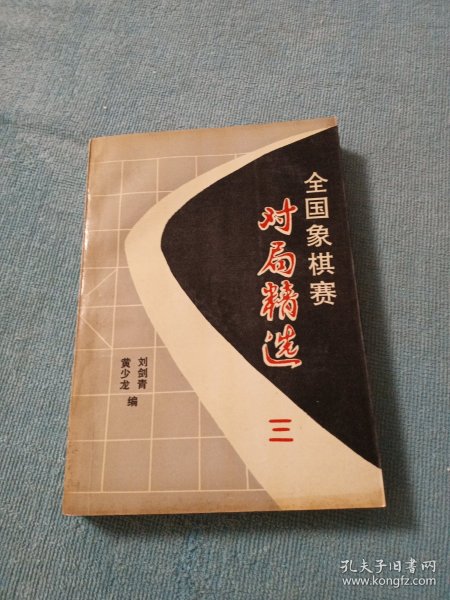 全国象棋赛
对局精选
三
刘剑青
黄少龙
编
孔夫子旧书网
www.kongfz.com